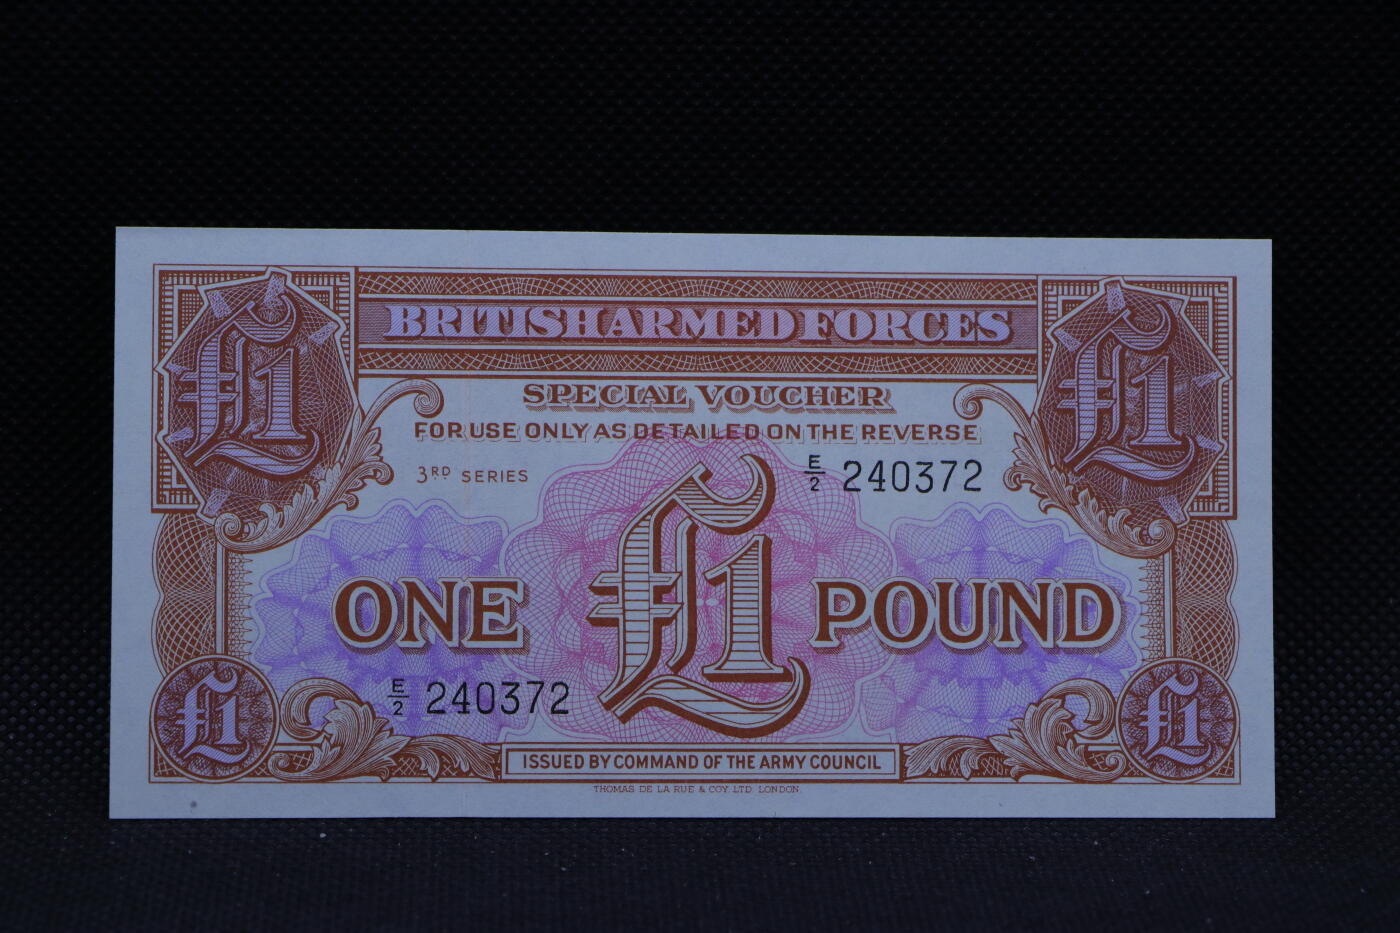 £1
£1
BRITISH ARMED FORCES
SPECIAL VOUCHER
FOR USE ONLY AS DETAILED ON THE REVERSE
3RD SERIES
E/2 240372
ONE £1 POUND
E/2 240372
£1
£1
ISSUED BY COMMAND OF THE ARMY COUNCIL
THOMAS DE LA RUE & COY. LTD. LONDON.